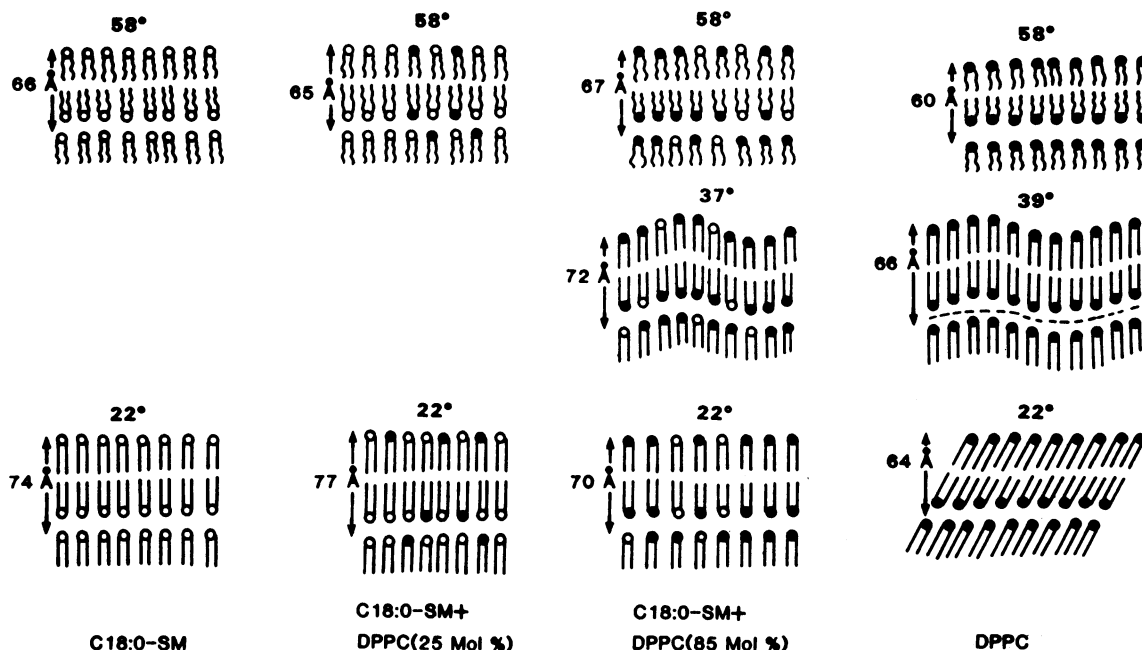 58° 58° 58° 58°
66 Å 65 Å 67 Å 60 Å
37° 39°
72 Å 66 Å
22° 22° 22° 22°
74 Å 77 Å 70 Å 64 Å
C18:0-SM+ C18:0-SM+
C18:0-SM DPPC(25 Mol %) DPPC(85 Mol %) DPPC